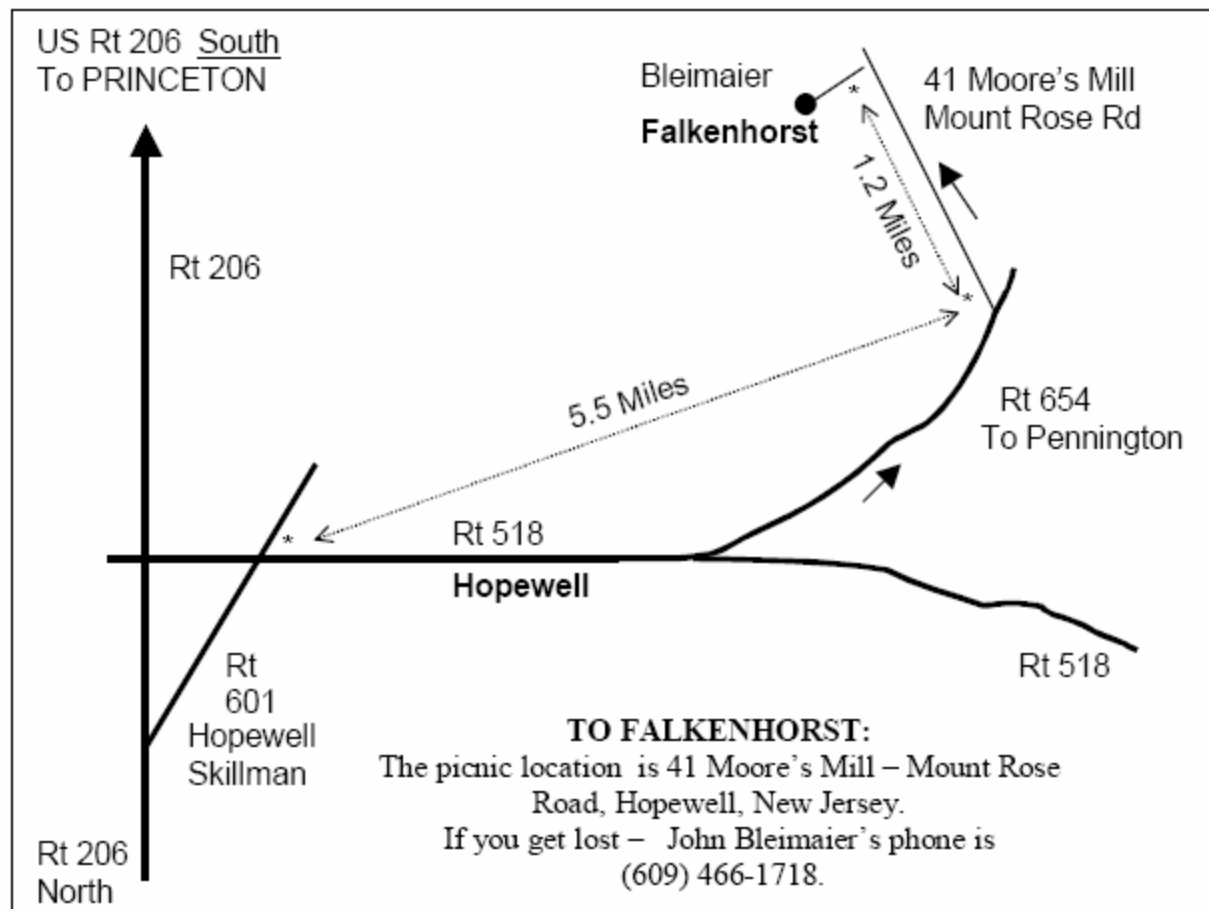 US Rt 206 South
To PRINCETON
Bleimaier
Falkenhorst
41 Moore's Mill
Mount Rose Rd
*
1.2 Miles
*
Rt 206
5.5 Miles
Rt 654
To Pennington
*
Rt 518
Hopewell
Rt
601
Hopewell
Skillman
Rt 518
TO FALKENHORST:
The picnic location is 41 Moore's Mill – Mount Rose
Road, Hopewell, New Jersey.
If you get lost – John Bleimaier's phone is
(609) 466-1718.
Rt 206
North